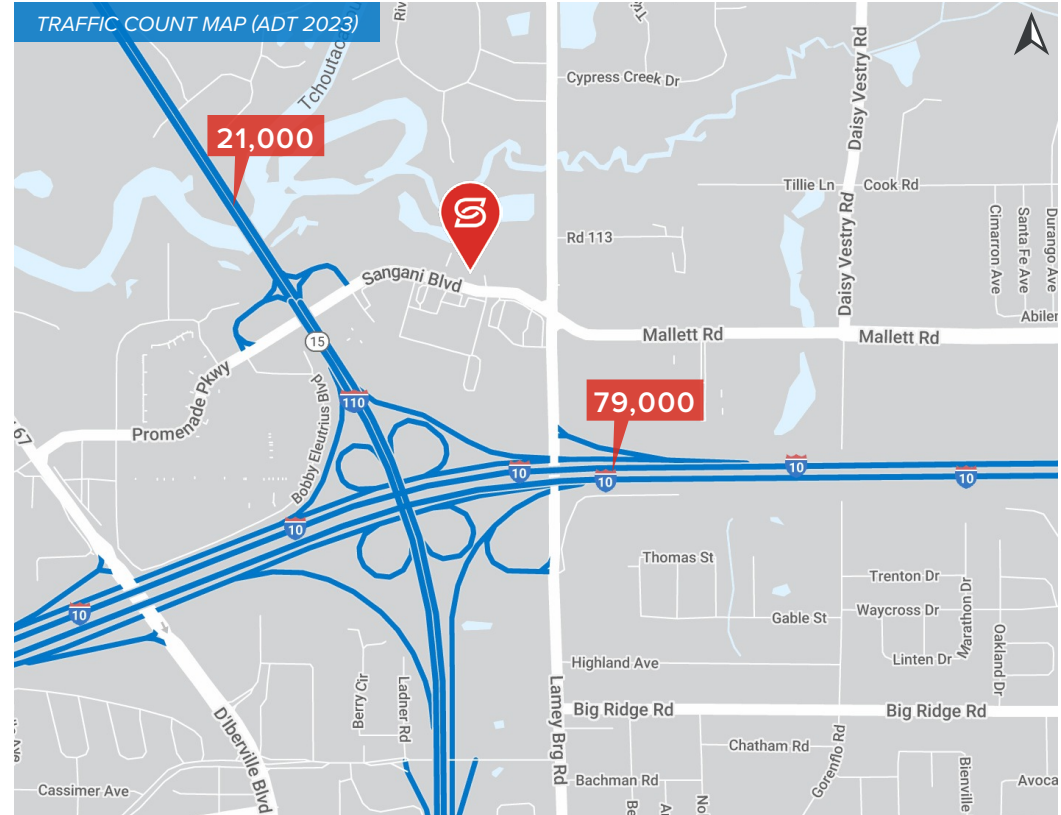 TRAFFIC COUNT MAP (ADT 2023)
Cypress Creek Dr
Daisy Vestry Rd
21,000
Tillie Ln
Cook Rd
Daisy Vestry Rd
Cimarron Ave
Santa Fe Ave
Durango Ave
Rd 113
Sangani Blvd
Abilen
Mallett Rd
Mallett Rd
15
Promenade Pkwy
110
79,000
Bobby Eleutrius Blvd
67
10
10
10
10
10
10
Thomas St
Trenton Dr
Waycross Dr
Gable St
Marathon Dr
Linten Dr
Oakland Dr
Highland Ave
Berry Cir
Ladner Rd
Lamey Brg Rd
Big Ridge Rd
Big Ridge Rd
D'Iberville Blvd
Chatham Rd
Gorenflo Rd
Bachman Rd
Bienville
Avoca
Cassimer Ave